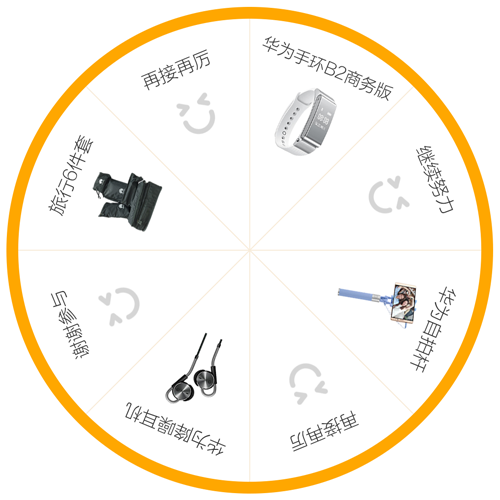 华为手环B2商务版
继续努力
华为自拍杆
再接再厉
华为降噪耳机
谢谢参与
旅行6件套
再接再厉